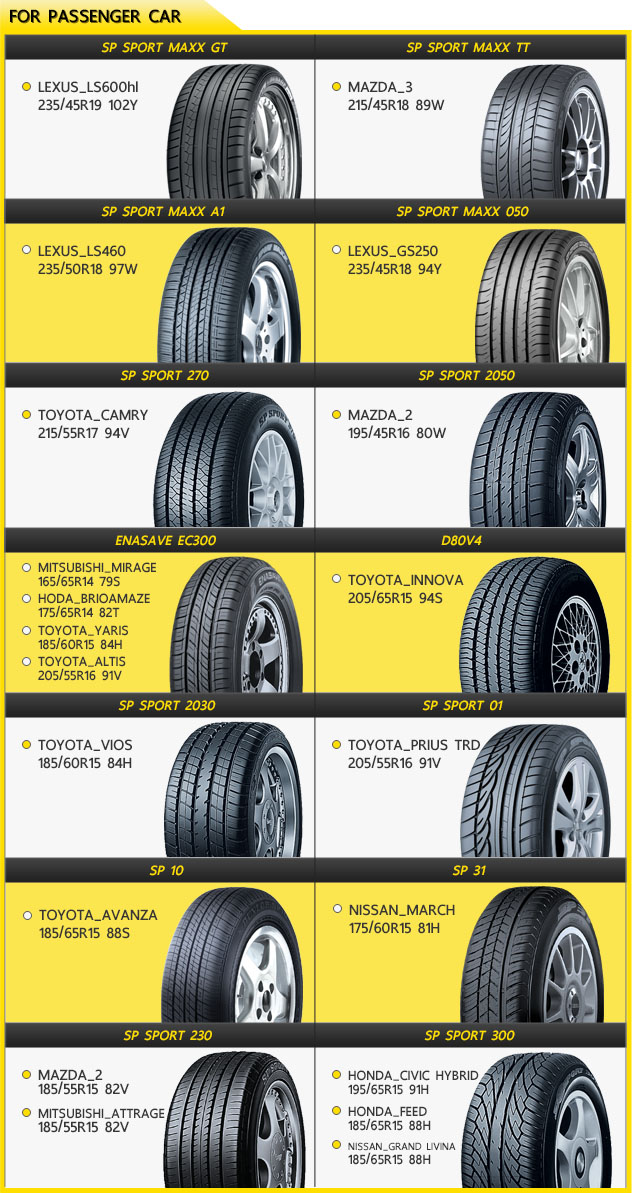 FOR PASSENGER CAR
SP SPORT MAXX GT
LEXUS_LS600hl
235/45R19 102Y
SP SPORT MAXX TT
MAZDA_3
215/45R18 89W
SP SPORT MAXX A1
LEXUS_LS460
235/50R18 97W
SP SPORT MAXX 050
LEXUS_GS250
235/45R18 94Y
SP SPORT 270
TOYOTA_CAMRY
215/55R17 94V
SP SPORT
SP SPORT 2050
MAZDA_2
195/45R16 80W
ENASAVE EC300
MITSUBISHI_MIRAGE
165/65R14 79S
HODA_BRIOAMAZE
175/65R14 82T
TOYOTA_YARIS
185/60R15 84H
TOYOTA_ALTIS
205/55R16 91V
D80V4
TOYOTA_INNOVA
205/65R15 94S
SP SPORT 2030
TOYOTA_VIOS
185/60R15 84H
SP SPORT 01
TOYOTA_PRIUS TRD
205/55R16 91V
SP 10
TOYOTA_AVANZA
185/65R15 88S
SP 31
NISSAN_MARCH
175/60R15 81H
SP SPORT 230
MAZDA_2
185/55R15 82V
MITSUBISHI_ATTRAGE
185/55R15 82V
SP SPORT 300
HONDA_CIVIC HYBRID
195/65R15 91H
HONDA_FEED
185/65R15 88H
NISSAN_GRAND LIVINA
185/65R15 88H